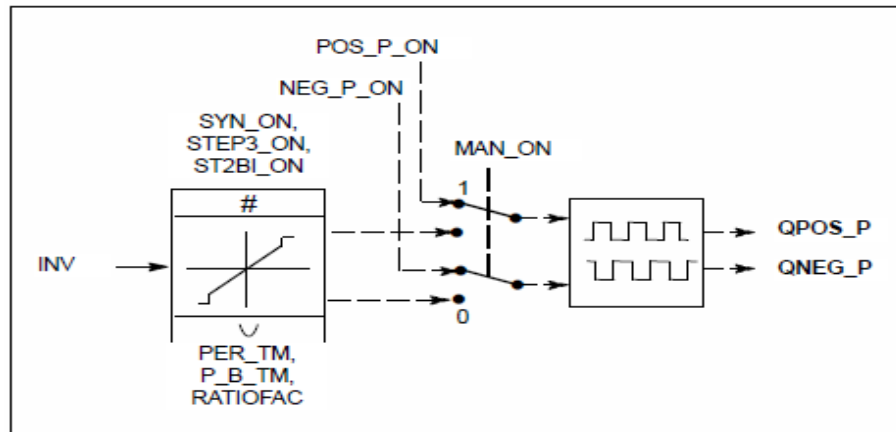 POS_P_ON
NEG_P_ON
SYN_ON,
STEP3_ON,
ST2BI_ON
MAN_ON
1
#
QPOS_P
INV
QNEG_P
0
PER_TM,
P_B_TM,
RATIOFAC